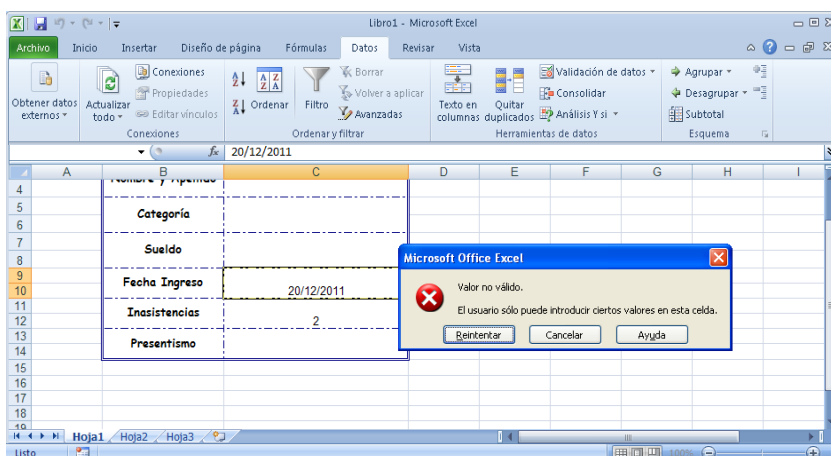 Libro1 - Microsoft Excel
Archivo Inicio Insertar Diseño de página Fórmulas Datos Revisar Vista
Obtener datos externos
Actualizar todo
Conexiones
Propiedades
Editar vínculos
Conexiones
Ordenar
Filtro
Borrar
Volver a aplicar
Avanzadas
Ordenar y filtrar
Texto en columnas
Quitar duplicados
Validación de datos
Consolidar
Análisis Y si
Herramientas de datos
Agrupar
Desagrupar
Subtotal
Esquema
fx 20/12/2011
A B C D E F G H I
4 Nombre y Apellido
5
Categoría
6
7
Sueldo
8
9
Fecha Ingreso
10 20/12/2011
11
Inasistencias
12 2
13
Presentismo
14
15
16
17
18
19
Microsoft Office Excel
Valor no válido.
El usuario sólo puede introducir ciertos valores en esta celda.
Reintentar Cancelar Ayuda
Hoja1 Hoja2 Hoja3
Listo 100%